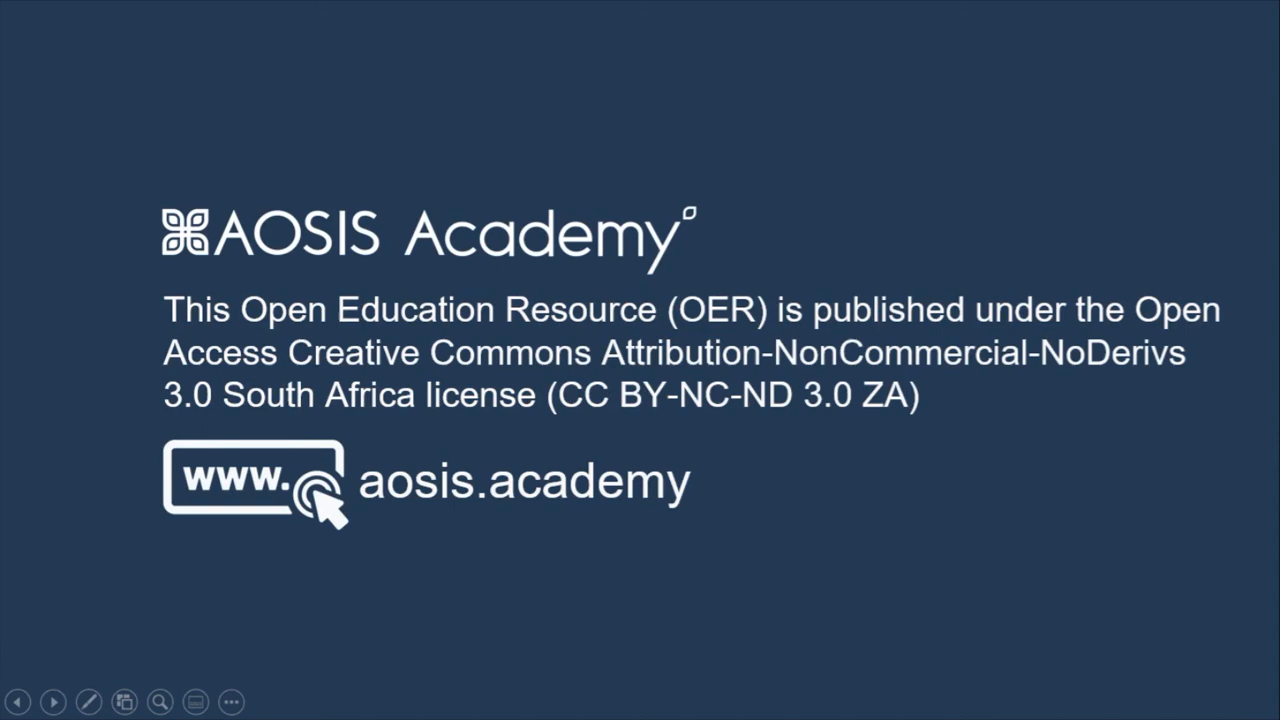 AOSIS Academy
This Open Education Resource (OER) is published under the Open
Access Creative Commons Attribution-NonCommercial-NoDerivs
3.0 South Africa license (CC BY-NC-ND 3.0 ZA)
www. aosis.academy